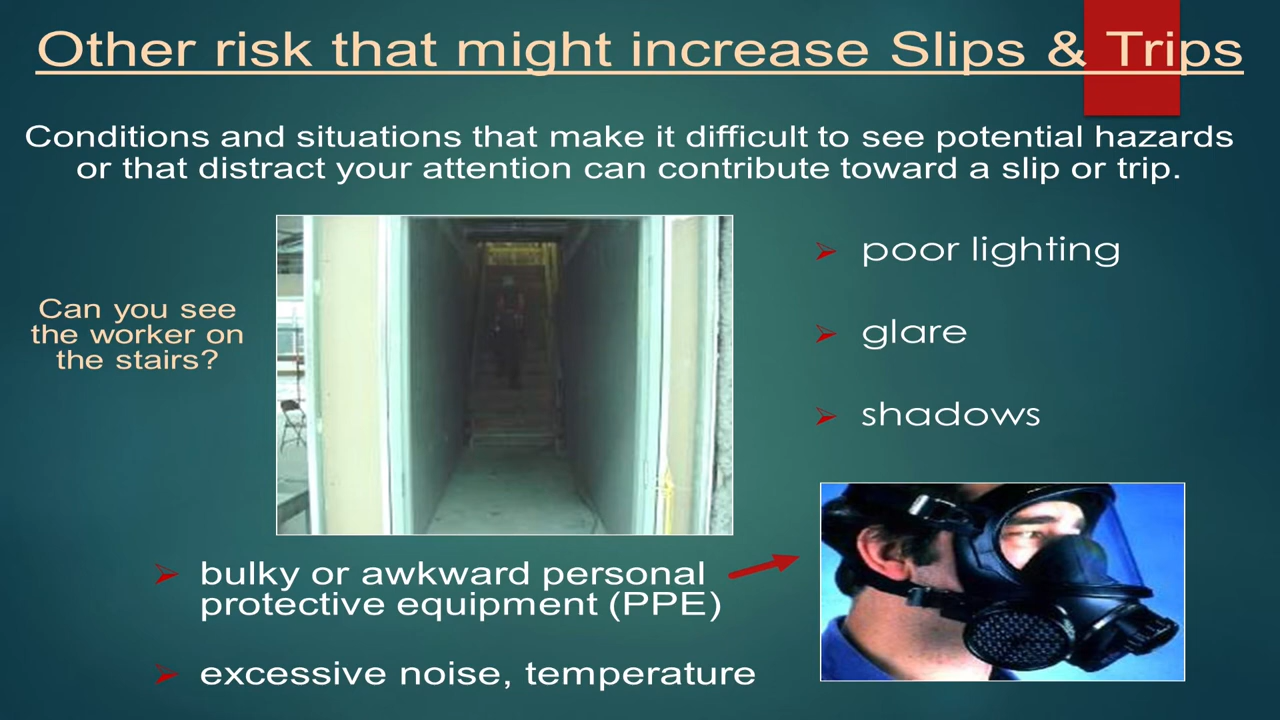 Other risk that might increase Slips & Trips
Conditions and situations that make it difficult to see potential hazards
or that distract your attention can contribute toward a slip or trip.
Can you see
the worker on
the stairs?
poor lighting
glare
shadows
bulky or awkward personal
protective equipment (PPE)
excessive noise, temperature